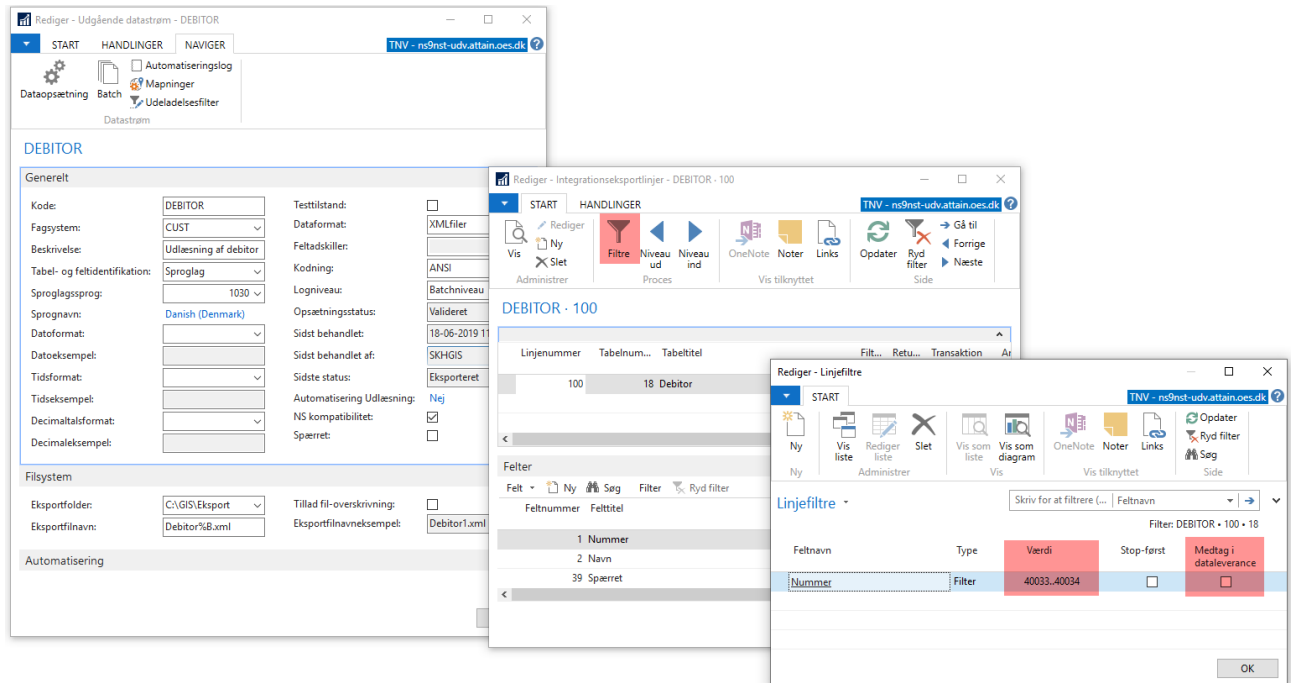 Rediger - Udgående datastrøm - DEBITOR
START HANDLINGER NAVIGER TNV - ns9nst-udv.attain.oes.dk ?
Dataopsætning
Batch
Automatiseringslog
Mapninger
Udeladelsesfilter
Datastrøm
DEBITOR
Generelt
Kode: DEBITOR
Fagsystem: CUST
Beskrivelse: Udlæsning af debitor
Tabel- og feltidentifikation: Sproglag
Sproglagssprog: 1030
Sprognavn: Danish (Denmark)
Datoformat:
Datoeksempel:
Tidsformat:
Tidseksempel:
Decimaltalsformat:
Decimaleksempel:
Testtilstand:
Dataformat: XMLfiler
Feltadskiller:
Kodning: ANSI
Logniveau: Batchniveau
Opsætningsstatus: Valideret
Sidst behandlet: 18-06-2019 11
Sidst behandlet af: SKHGIS
Sidste status: Eksporteret
Automatisering Udlæsning: Nej
NS kompatibilitet:
Spærret:
Filsystem
Eksportfolder: C:\GIS\Eksport
Eksportfilnavn: Debitor%B.xml
Tillad fil-overskrivning:
Eksportfilnavneksempel: Debitor1.xml
Automatisering
Rediger - Integrationseksportlinjer - DEBITOR · 100
START HANDLINGER TNV - ns9nst-udv.attain.oes.dk ?
Vis
Rediger
Ny
Slet
Administrer
Filtre
Niveau ud
Niveau ind
Proces
OneNote Noter Links
Vis tilknyttet
Opdater
Ryd filter
Gå til
Forrige
Næste
Side
DEBITOR · 100
Linjenummer Tabelnum... Tabeltitel Filt... Retu... Transaktion Ar
100 18 Debitor
Felter
Felt Ny Søg Filter Ryd filter
Feltnummer Felttitel
1 Nummer
2 Navn
39 Spærret
Rediger - Linjefiltre
START TNV - ns9nst-udv.attain.oes.dk ?
Ny
Ny
Vis liste
Rediger liste
Slet
Administrer
Vis som liste
Vis som diagram
Vis
OneNote Noter Links
Vis tilknyttet
Opdater
Ryd filter
Søg
Side
Linjefiltre
Skriv for at filtrere (... Feltnavn
Filter: DEBITOR • 100 • 18
Feltnavn Type Værdi Stop-først Medtag i dataleverance
Nummer Filter 40033..40034
OK